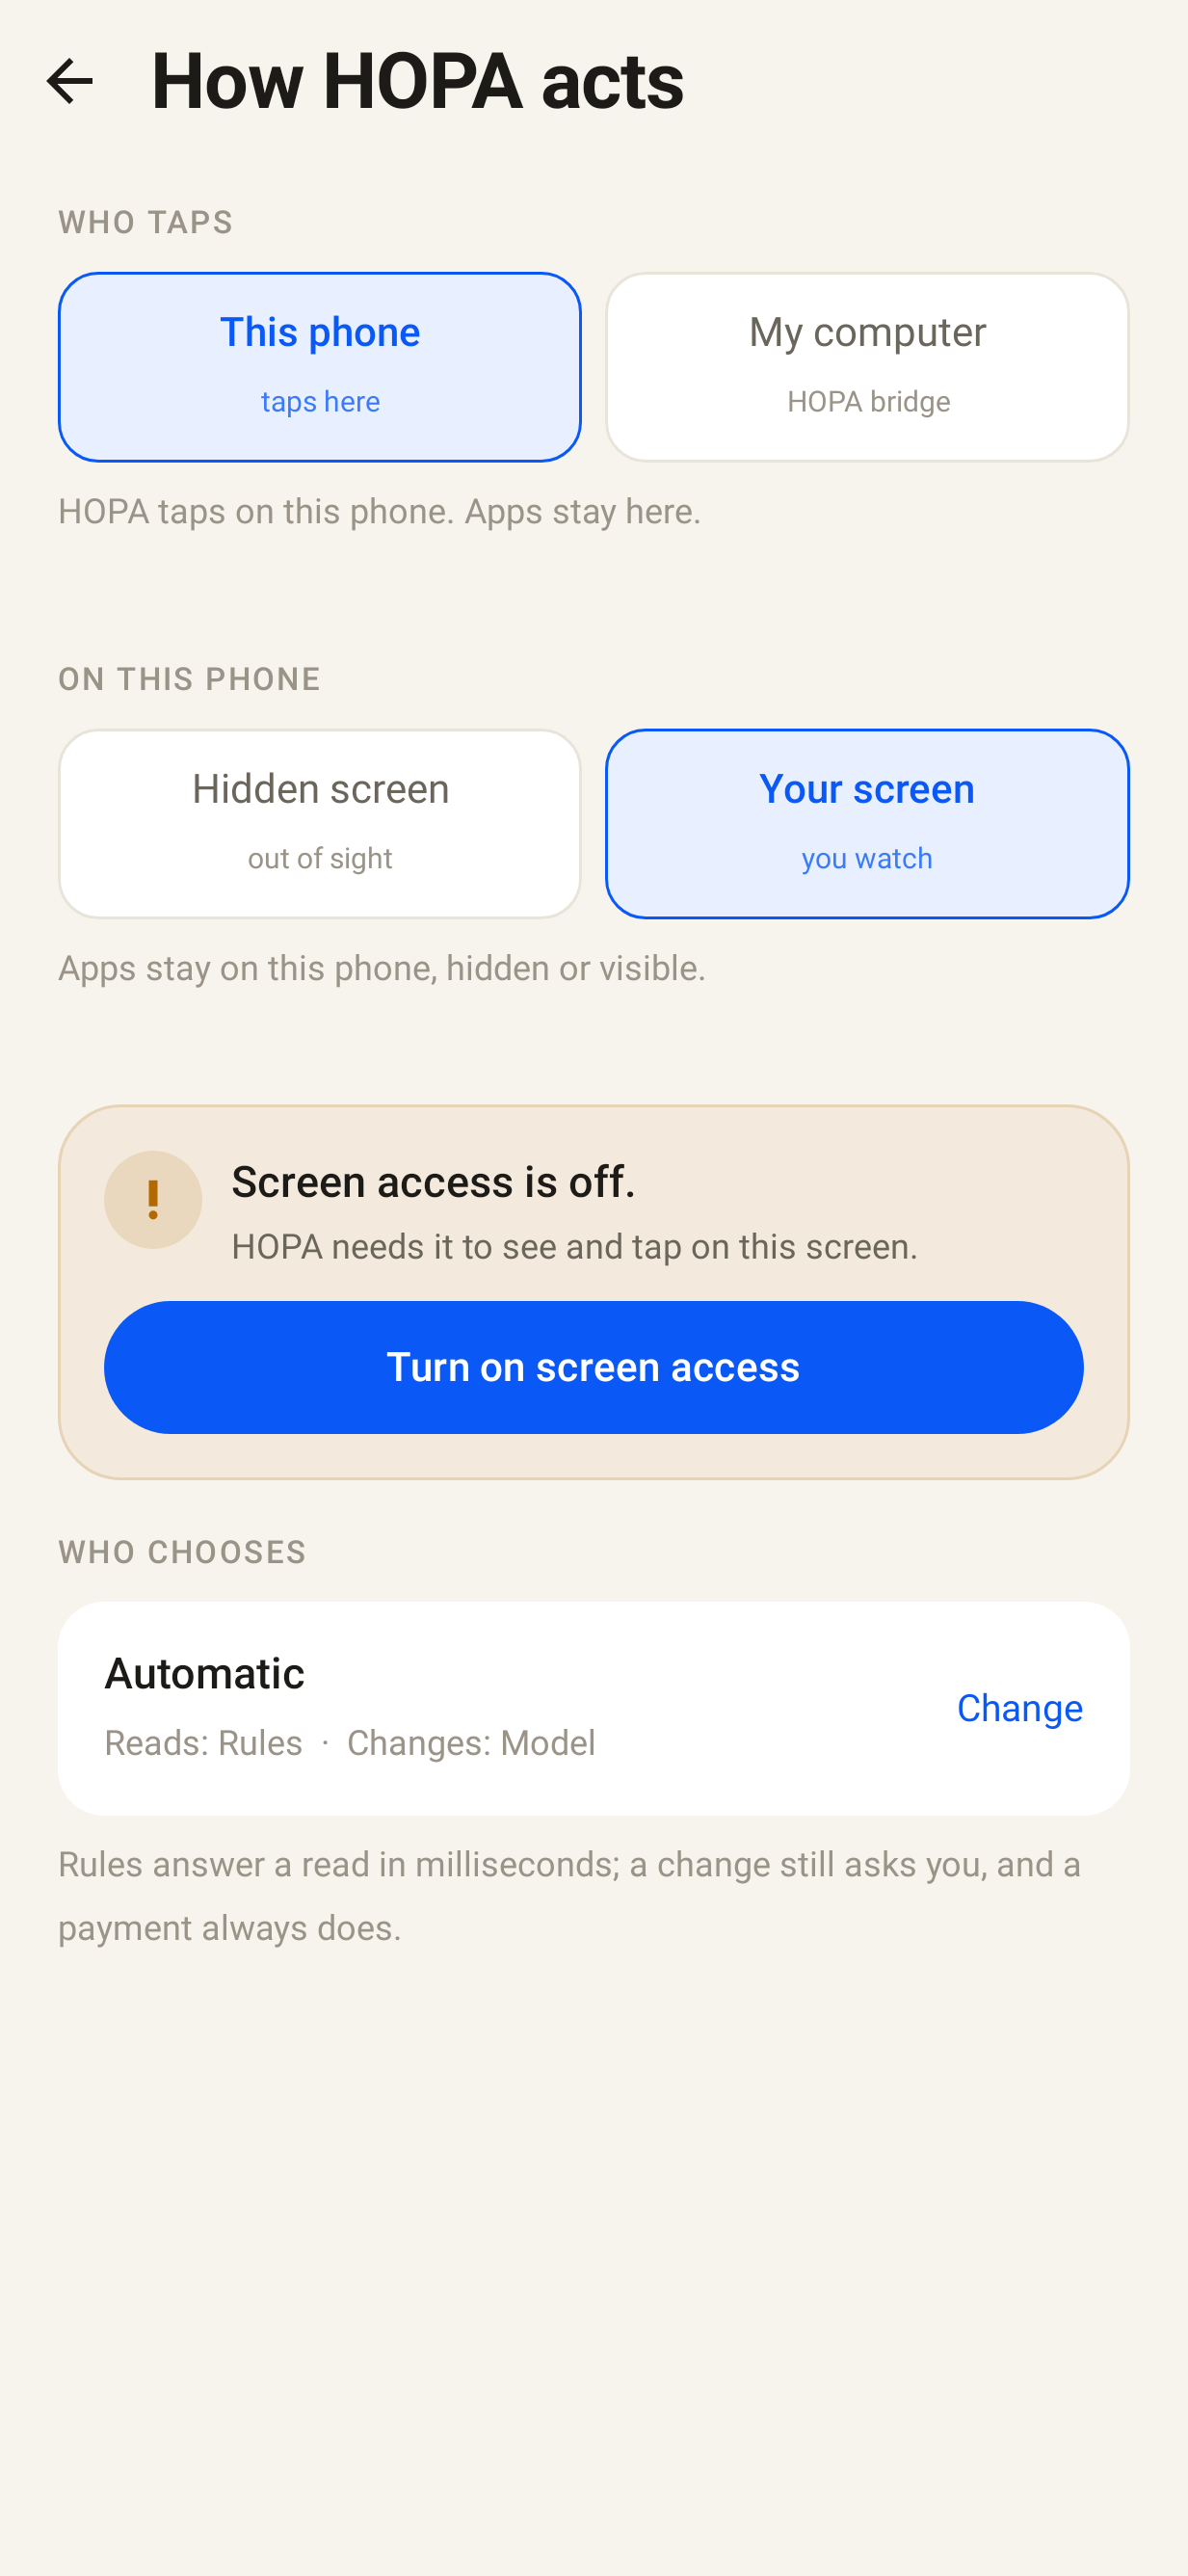 How HOPA acts
WHO TAPS
This phone
taps here
My computer
HOPA bridge
HOPA taps on this phone. Apps stay here.
ON THIS PHONE
Hidden screen
out of sight
Your screen
you watch
Apps stay on this phone, hidden or visible.
!
Screen access is off.
HOPA needs it to see and tap on this screen.
Turn on screen access
WHO CHOOSES
Automatic
Reads: Rules · Changes: Model
Change
Rules answer a read in milliseconds; a change still asks you, and a
payment always does.